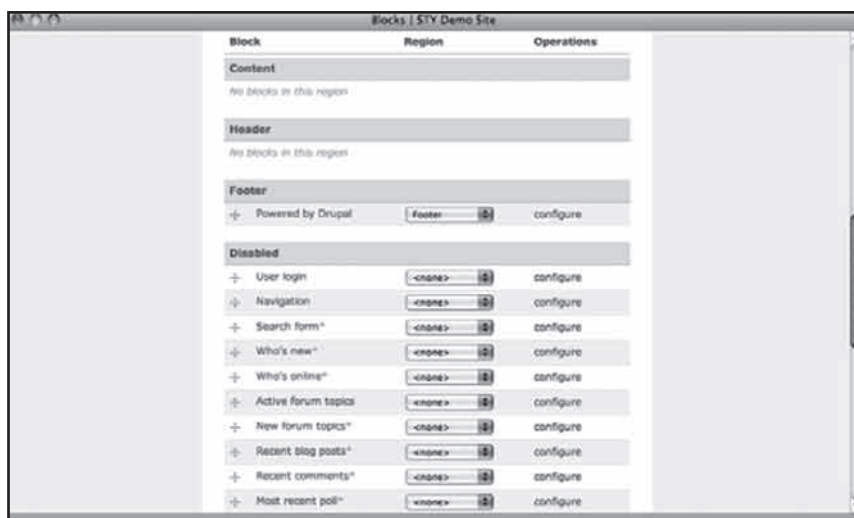 Blocks | STY Demo Site
Block Region Operations
Content
No blocks in this region
Header
No blocks in this region
Footer
Powered by Drupal Footer configure
Disabled
User login <none> configure
Navigation <none> configure
Search form* <none> configure
Who's new* <none> configure
Who's online* <none> configure
Active forum topics <none> configure
New forum topics* <none> configure
Recent blog posts* <none> configure
Recent comments* <none> configure
Most recent poll* <none> configure